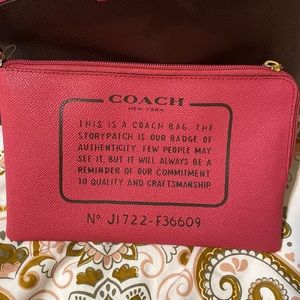 COACH
NEW YORK
THIS IS A COACH BAG. THE
STORYPATCH IS OUR BADGE OF
AUTHENTICITY. FEW PEOPLE MAY
SEE IT, BUT IT WILL ALWAYS BE A
REMINDER OF OUR COMMITMENT
TO QUALITY AND CRAFTSMANSHIP
Nº J1722-F36609